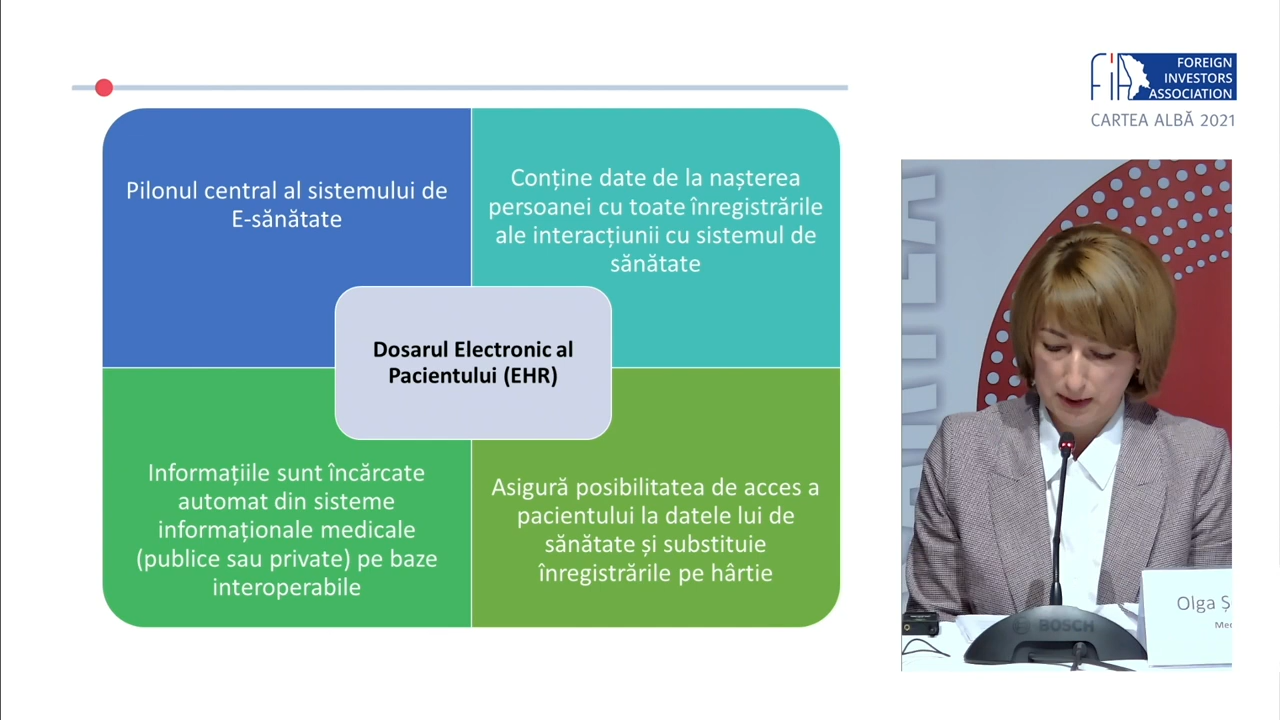 FOREIGN
INVESTORS
ASSOCIATION
CARTEA ALBĂ 2021
Pilonul central al sistemului de
E-sănătate
Conține date de la nașterea
persoanei cu toate înregistrările
ale interacțiunii cu sistemul de
sănătate
Dosarul Electronic al
Pacientului (EHR)
Informațiile sunt încărcate
automat din sisteme
informaționale medicale
(publice sau private) pe baze
interoperabile
Asigură posibilitatea de acces a
pacientului la datele lui de
sănătate și substituie
înregistrările pe hârtie
BOSCH
Olga Ș